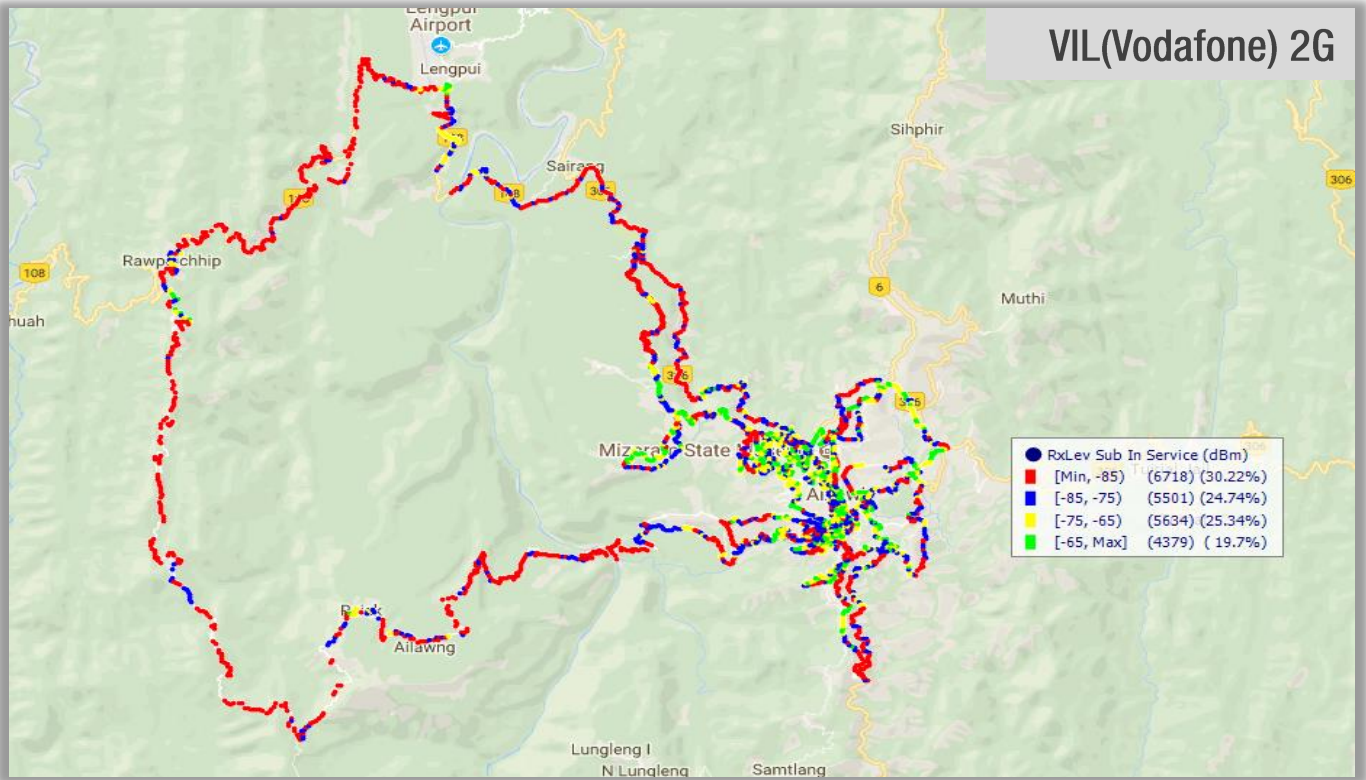 Lengpui
Airport
VIL(Vodafone) 2G
Lengpui
Sihphir
Sairang
306
108
Rawpuichhip
108
6
Muthi
huah
306
RxLev Sub In Service (dBm)
[Min, -85) (6718) (30.22%)
[-85, -75) (5501) (24.74%)
[-75, -65) (5634) (25.34%)
[-65, Max] (4379) ( 19.7%)
Mizoram State
Reiek
Ailawng
Lungleng I
N Lungleng
Samtlang